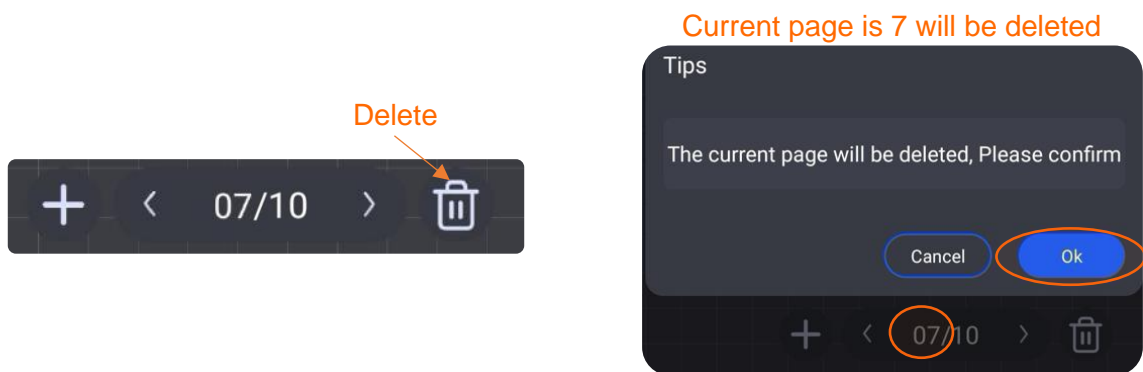 Delete
07/10
Current page is 7 will be deleted
Tips
The current page will be deleted, Please confirm
Cancel
Ok
07/10